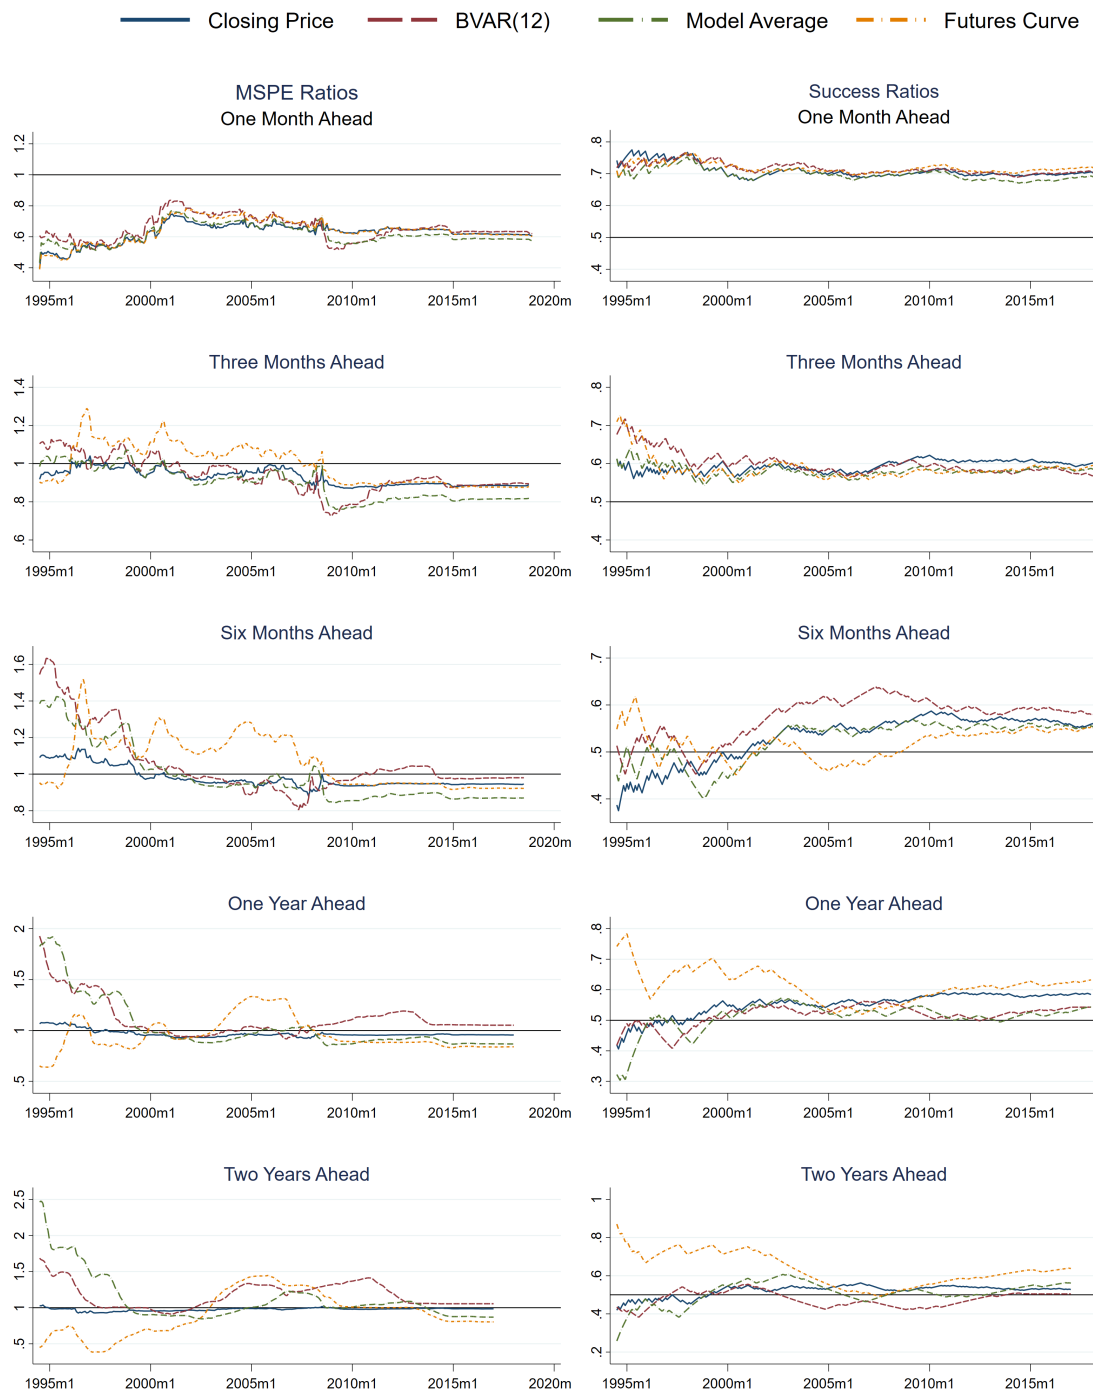 Closing Price BVAR(12) Model Average Futures Curve
MSPE Ratios
One Month Ahead
1.2
1
.8
.6
.4
1995m1 2000m1 2005m1 2010m1 2015m1 2020m
Success Ratios
One Month Ahead
.8
.7
.6
.5
.4
1995m1 2000m1 2005m1 2010m1 2015m1
Three Months Ahead
1.4
1.2
1
.8
.6
1995m1 2000m1 2005m1 2010m1 2015m1 2020m
Three Months Ahead
.8
.7
.6
.5
.4
1995m1 2000m1 2005m1 2010m1 2015m1
Six Months Ahead
1.6
1.4
1.2
1
.8
1995m1 2000m1 2005m1 2010m1 2015m1 2020m
Six Months Ahead
.7
.6
.5
.4
1995m1 2000m1 2005m1 2010m1 2015m1
One Year Ahead
2
1.5
1
.5
1995m1 2000m1 2005m1 2010m1 2015m1 2020m
One Year Ahead
.8
.7
.6
.5
.4
.3
1995m1 2000m1 2005m1 2010m1 2015m1
Two Years Ahead
2.5
2
1.5
1
.5
1995m1 2000m1 2005m1 2010m1 2015m1 2020m
Two Years Ahead
1
.8
.6
.4
.2
1995m1 2000m1 2005m1 2010m1 2015m1